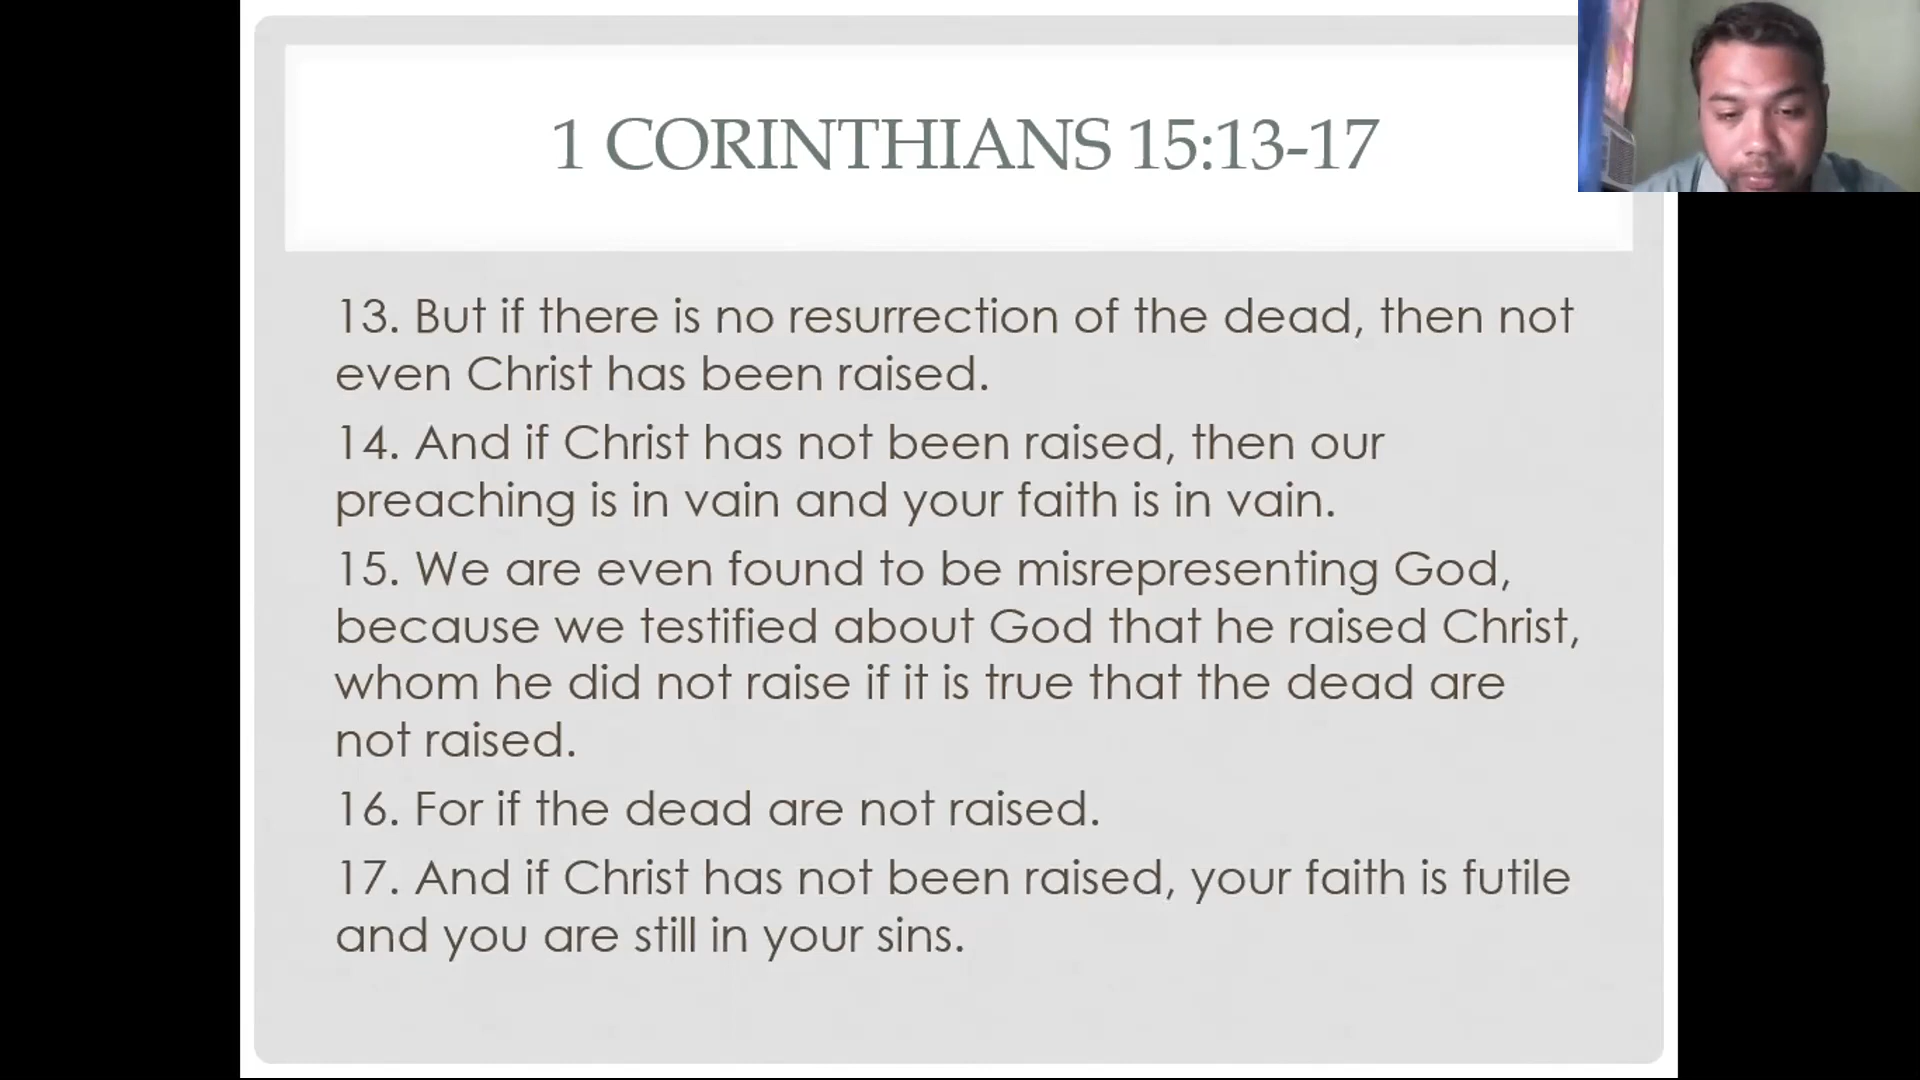 1 CORINTHIANS 15:13-17
13. But if there is no resurrection of the dead, then not
even Christ has been raised.
14. And if Christ has not been raised, then our
preaching is in vain and your faith is in vain.
15. We are even found to be misrepresenting God,
because we testified about God that he raised Christ,
whom he did not raise if it is true that the dead are
not raised.
16. For if the dead are not raised.
17. And if Christ has not been raised, your faith is futile
and you are still in your sins.